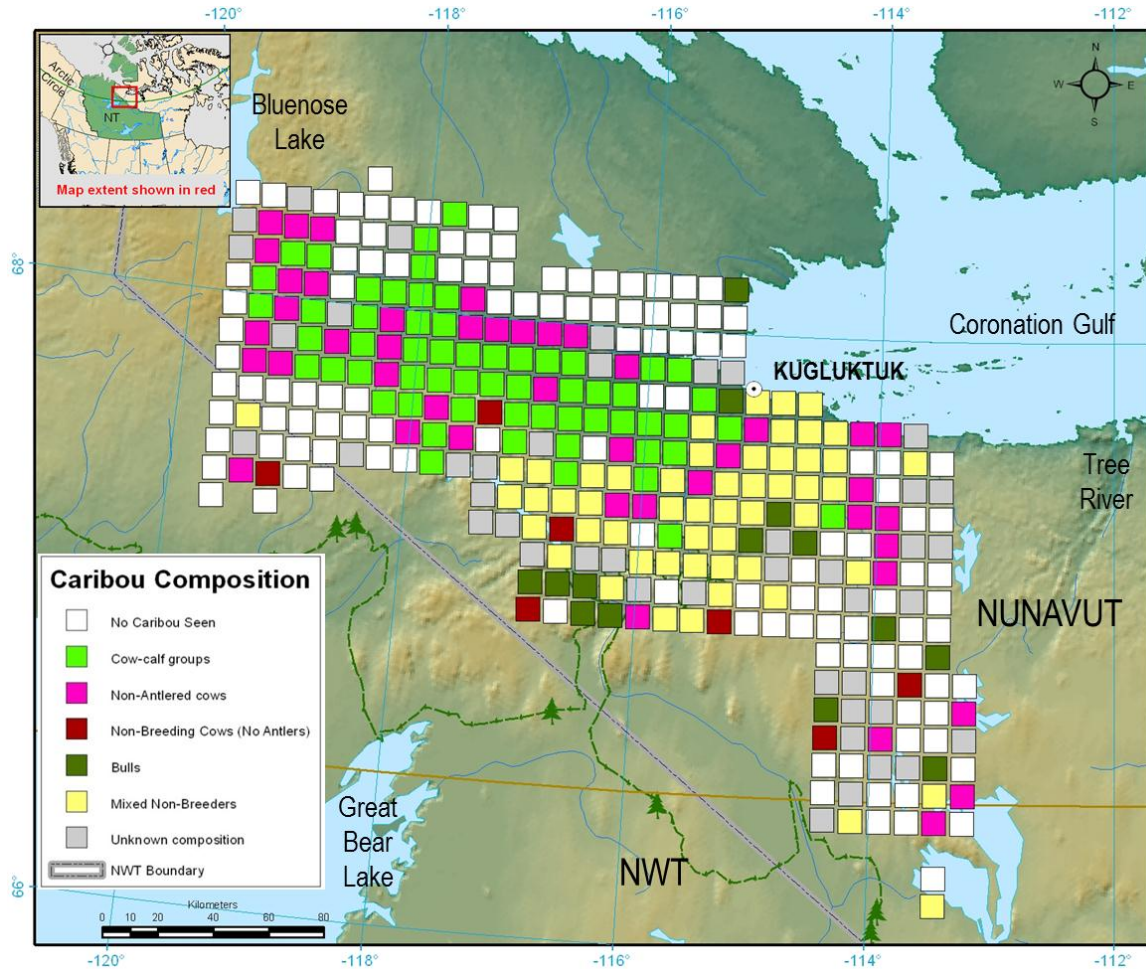 -120°
-118°
-116°
-114°
-112°
Arctic
Circle
NT
Map extent shown in red
Bluenose
Lake
N
W
E
S
68°
Coronation Gulf
KUGLUKTUK
Tree
River
NUNAVUT
Caribou Composition
No Caribou Seen
Cow-calf groups
Non-Antlered cows
Non-Breeding Cows (No Antlers)
Bulls
Mixed Non-Breeders
Unknown composition
NWT Boundary
Kilometers
0 10 20 40 60 80
Great
Bear
Lake
NWT
66°
-120°
-118°
-116°
-114°
-112°